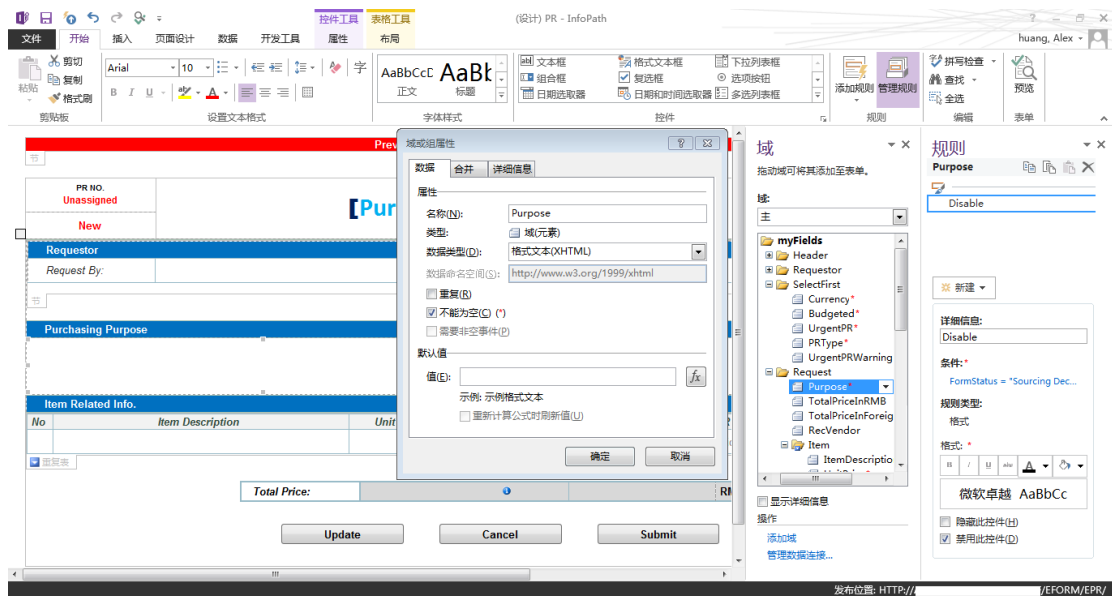 控件工具 表格工具 (设计) PR - InfoPath
文件 开始 插入 页面设计 数据 开发工具 属性 布局 huang, Alex
粘贴 剪切 复制 格式刷
Arial 10
B I U 字
AaBbCcD AaBb
正文 标题
文本框 格式文本框 下拉列表框
组合框 复选框 选项按钮
日期选取器 日期和时间选取器 多选列表框
添加规则 管理规则
拼写检查 查找 全选
预览
剪贴板 设置文本格式 字体样式 控件 规则 编辑 表单
Prev
节
PR NO.
Unassigned
New
[Pur
Requestor
Request By:
节
Purchasing Purpose
Item Related Info.
No Item Description Unit
重复表
Total Price: RM
Update Cancel Submit
域或组属性
数据 合并 详细信息
属性
名称(N): Purpose
类型: 域(元素)
数据类型(D): 格式文本(XHTML)
数据命名空间(S): http://www.w3.org/1999/xhtml
重复(R)
不能为空(C) (*)
需要非空事件(P)
默认值
值(E): fx
示例: 示例格式文本
重新计算公式时刷新值(U)
确定 取消
域
拖动域可将其添加至表单。
域:
主
myFields
Header
Requestor
SelectFirst
Currency*
Budgeted*
UrgentPR*
PRType*
UrgentPRWarning
Request
Purpose*
TotalPriceInRMB
TotalPriceInForeig
RecVendor
Item
ItemDescriptio
显示详细信息
操作
添加域
管理数据连接...
规则
Purpose
Disable
新建
详细信息:
Disable
条件:*
FormStatus = "Sourcing Dec...
规则类型:
格式
格式: *
B I U abc A
微软卓越 AaBbCc
隐藏此控件(H)
禁用此控件(D)
发布位置: HTTP:// /EFORM/EPR/